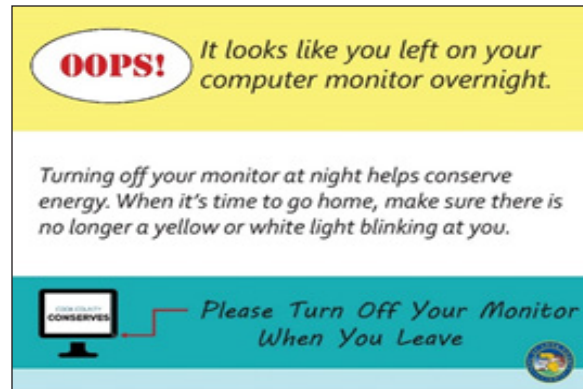 OOPS!
It looks like you left on your
computer monitor overnight.
Turning off your monitor at night helps conserve
energy. When it's time to go home, make sure there is
no longer a yellow or white light blinking at you.
COOK COUNTY
CONSERVES
Please Turn Off Your Monitor
When You Leave